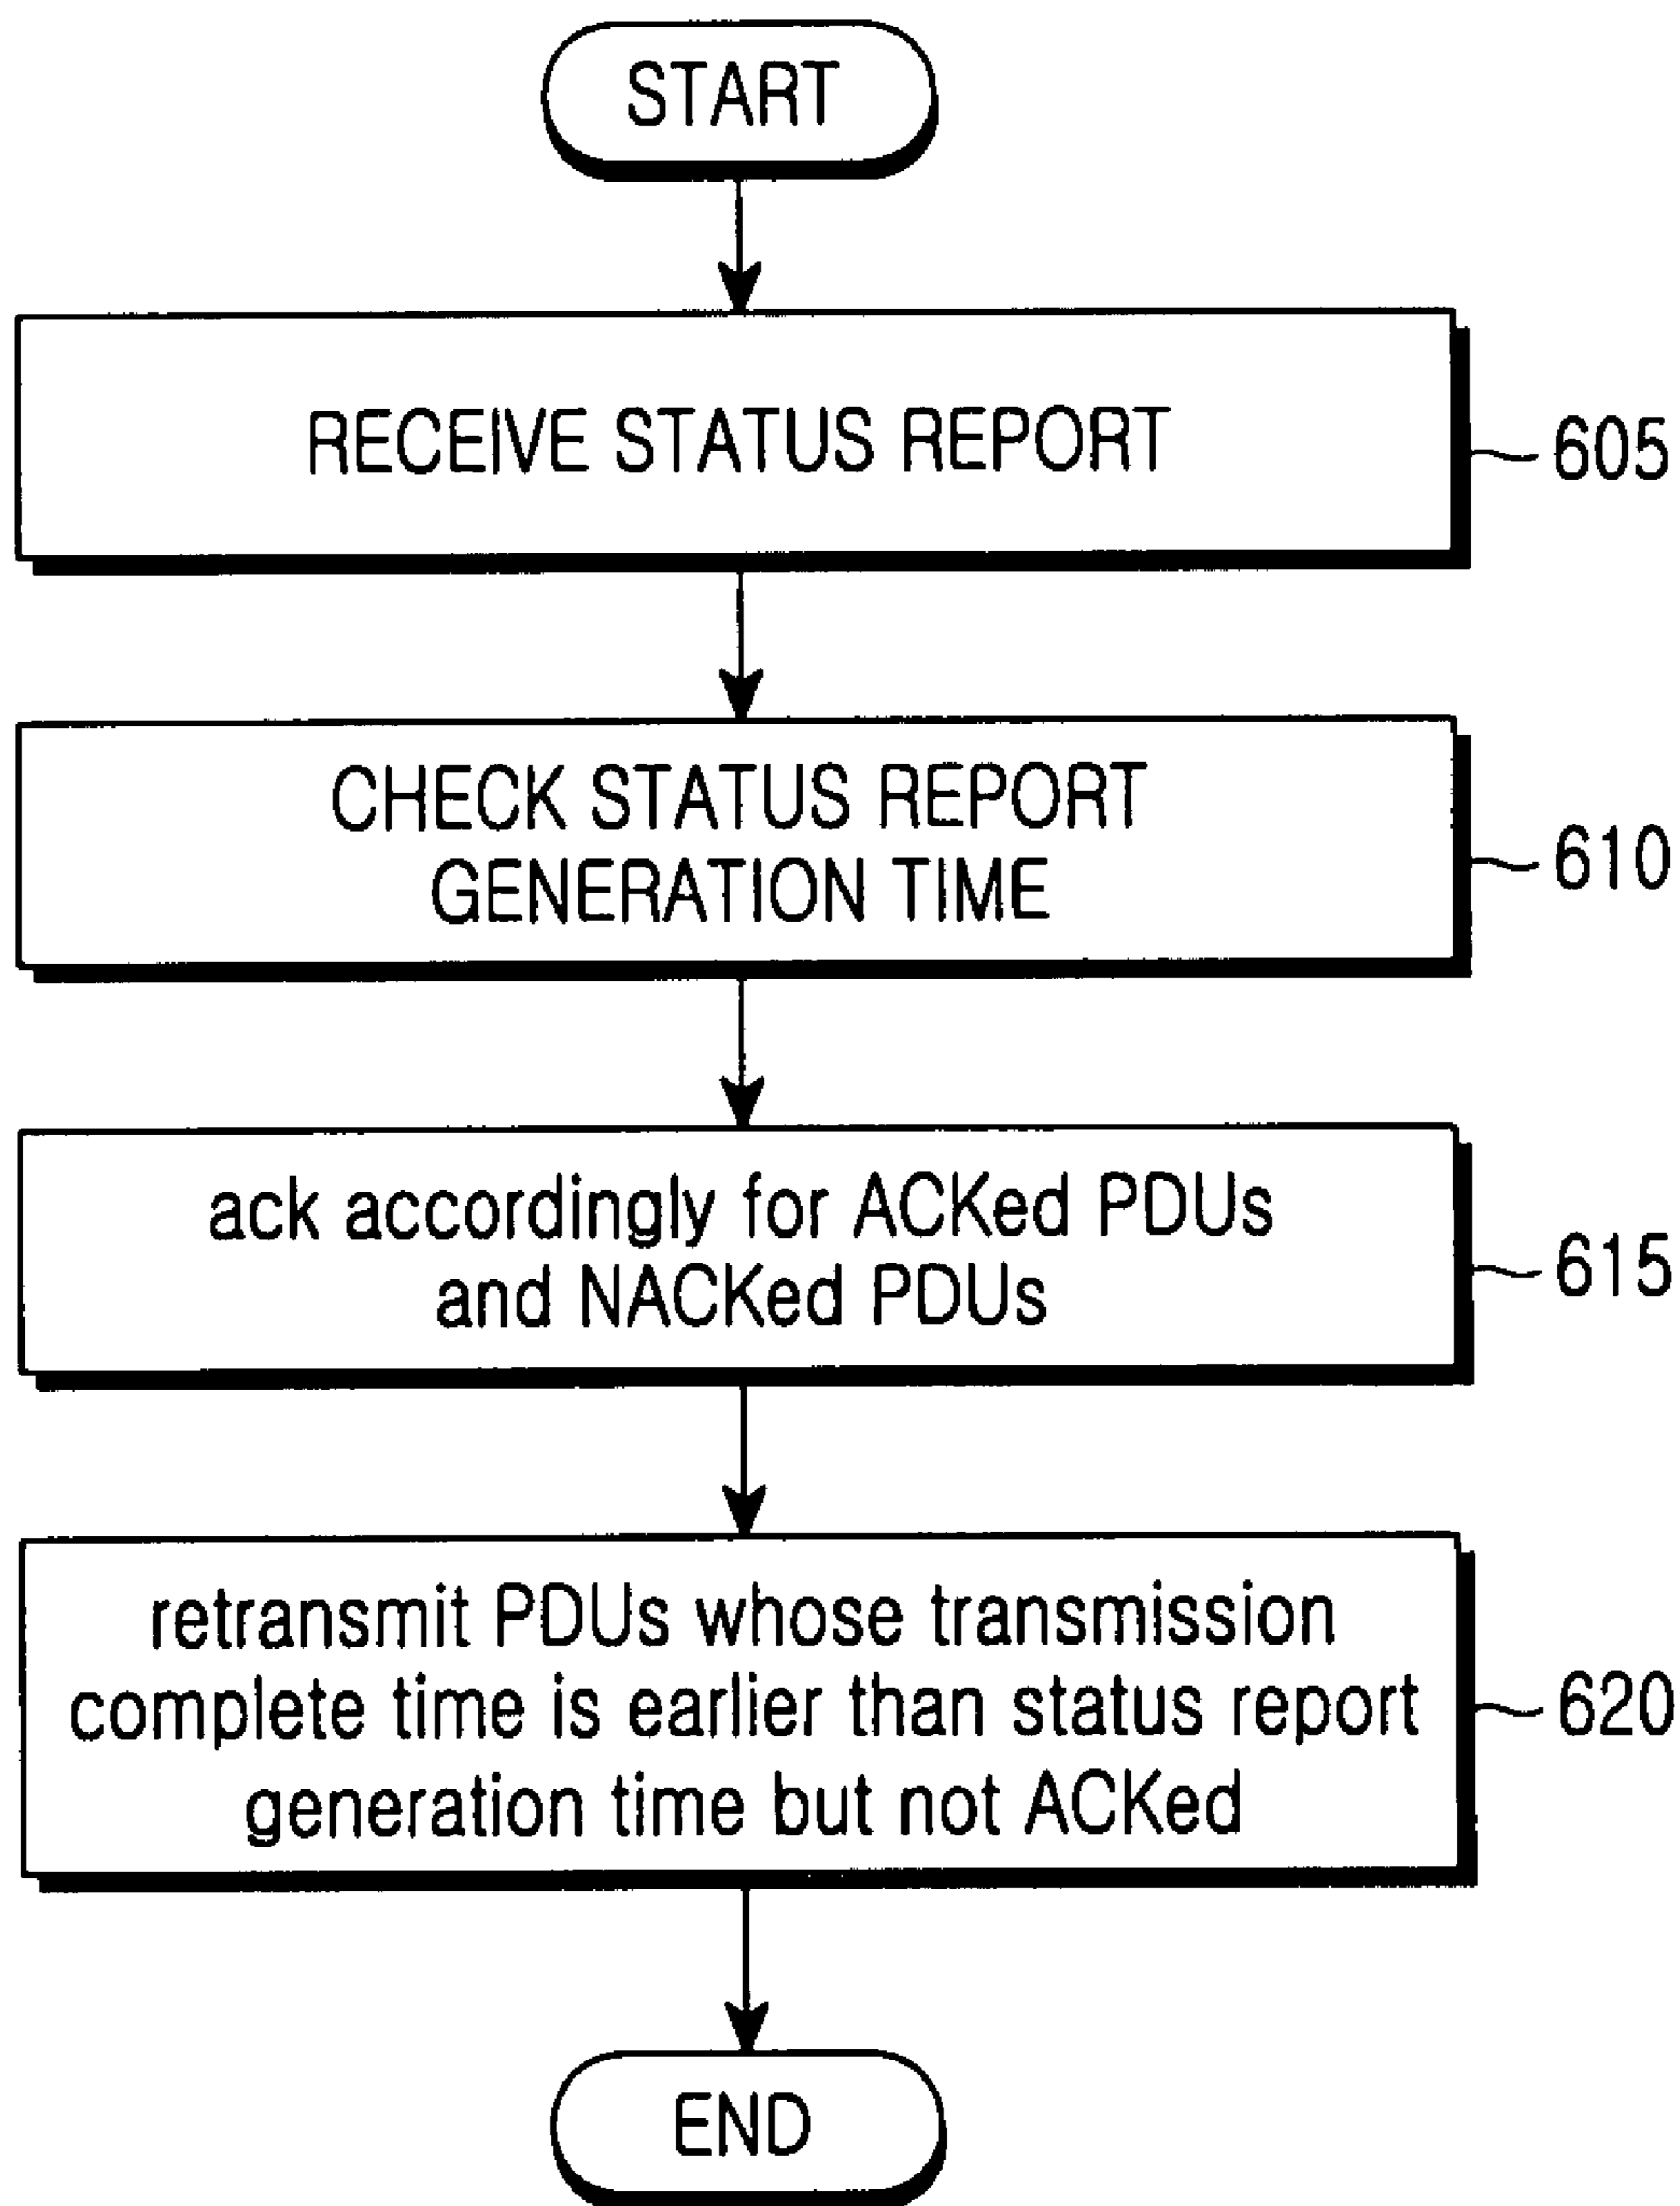 START
RECEIVE STATUS REPORT
605
CHECK STATUS REPORT
GENERATION TIME
610
ack accordingly for ACKed PDUs
and NACKed PDUs
615
retransmit PDUs whose transmission
complete time is earlier than status report
generation time but not ACKed
620
END